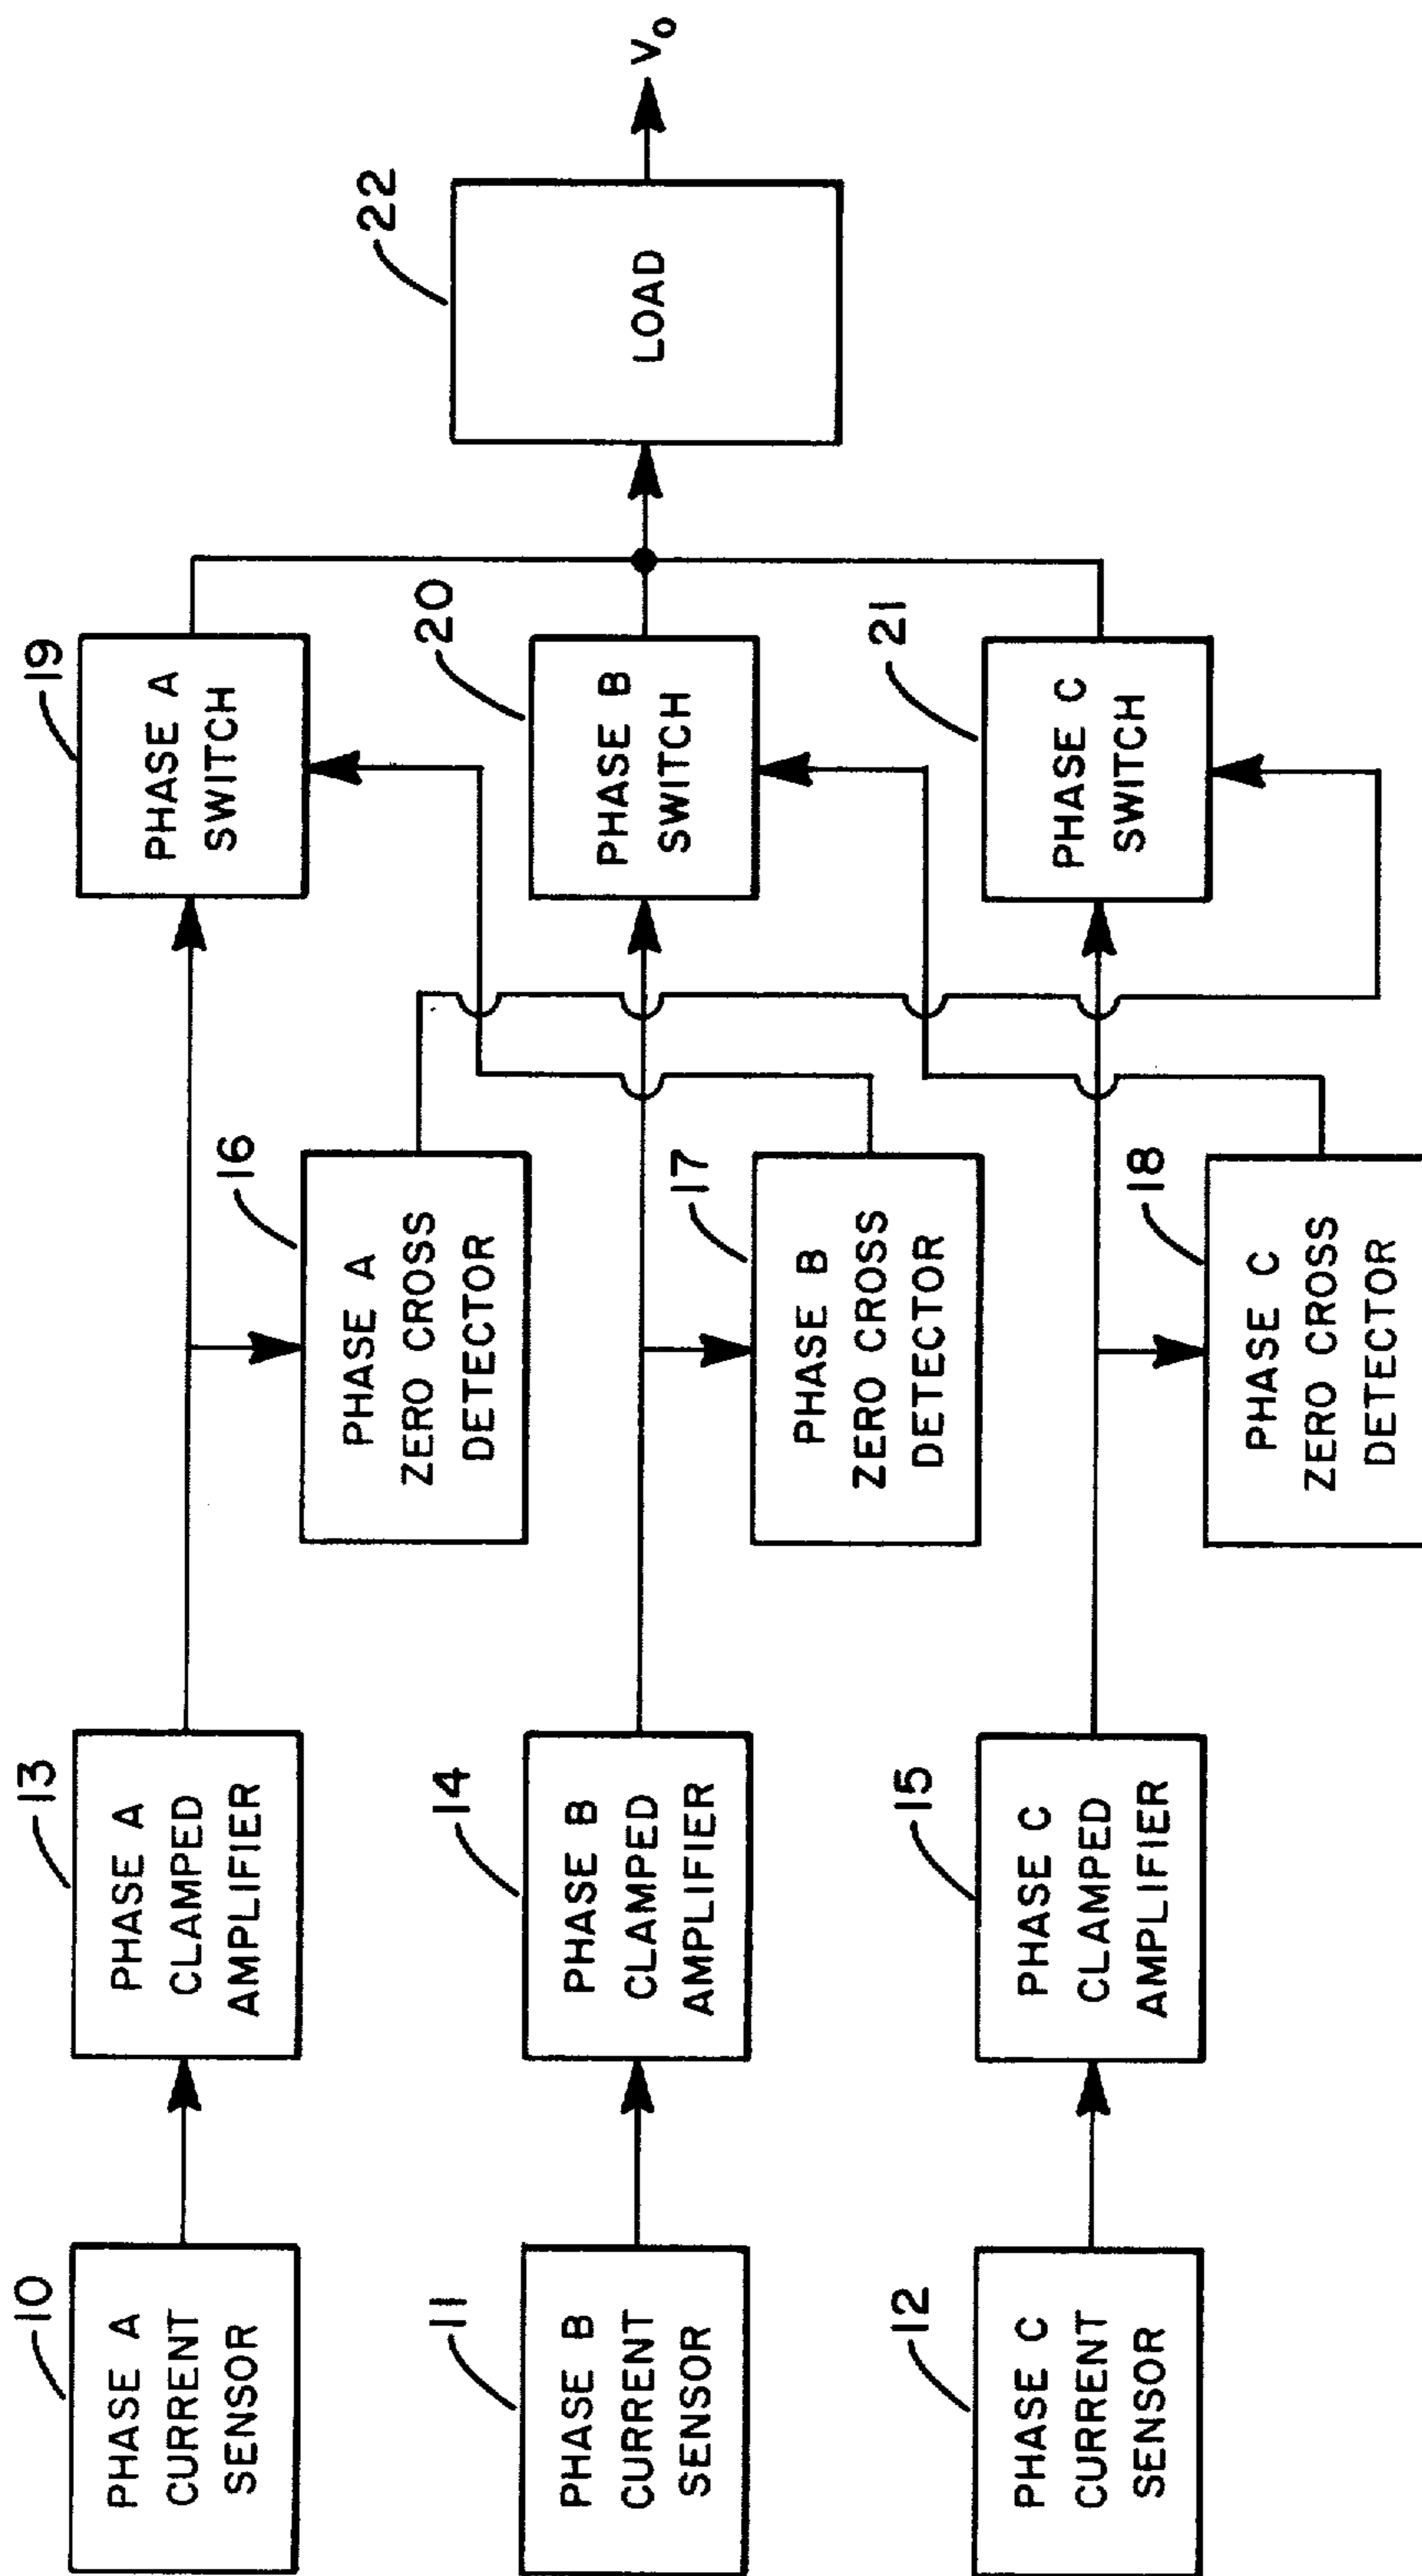 10
PHASE A
CURRENT
SENSOR
13
PHASE A
CLAMPED
AMPLIFIER
16
PHASE A
ZERO CROSS
DETECTOR
19
PHASE A
SWITCH
11
PHASE B
CURRENT
SENSOR
14
PHASE B
CLAMPED
AMPLIFIER
17
PHASE B
ZERO CROSS
DETECTOR
20
PHASE B
SWITCH
22
LOAD
Vo
12
PHASE C
CURRENT
SENSOR
15
PHASE C
CLAMPED
AMPLIFIER
18
PHASE C
ZERO CROSS
DETECTOR
21
PHASE C
SWITCH